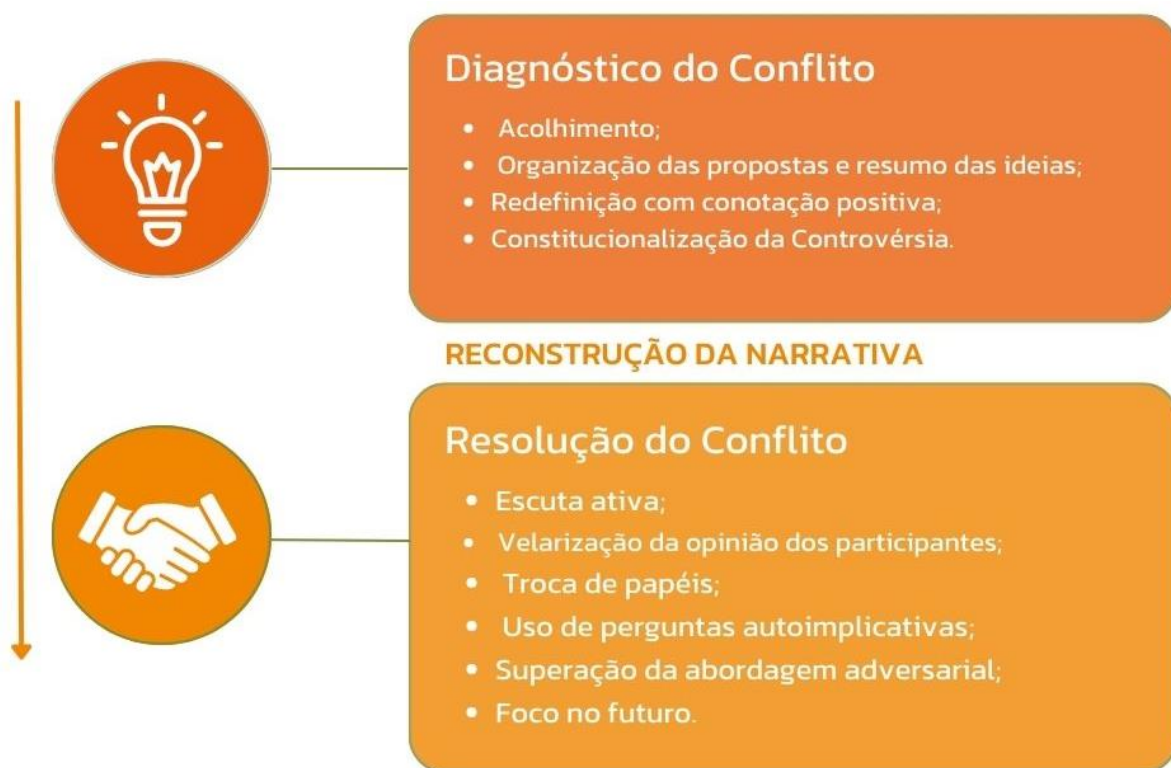 Diagnóstico do Conflito
• Acolhimento;
• Organização das propostas e resumo das ideias;
• Redefinição com conotação positiva;
• Constitucionalização da Controvérsia.
RECONSTRUÇÃO DA NARRATIVA
Resolução do Conflito
• Escuta ativa;
• Velarização da opinião dos participantes;
• Troca de papéis;
• Uso de perguntas autoimplicativas;
• Superação da abordagem adversarial;
• Foco no futuro.